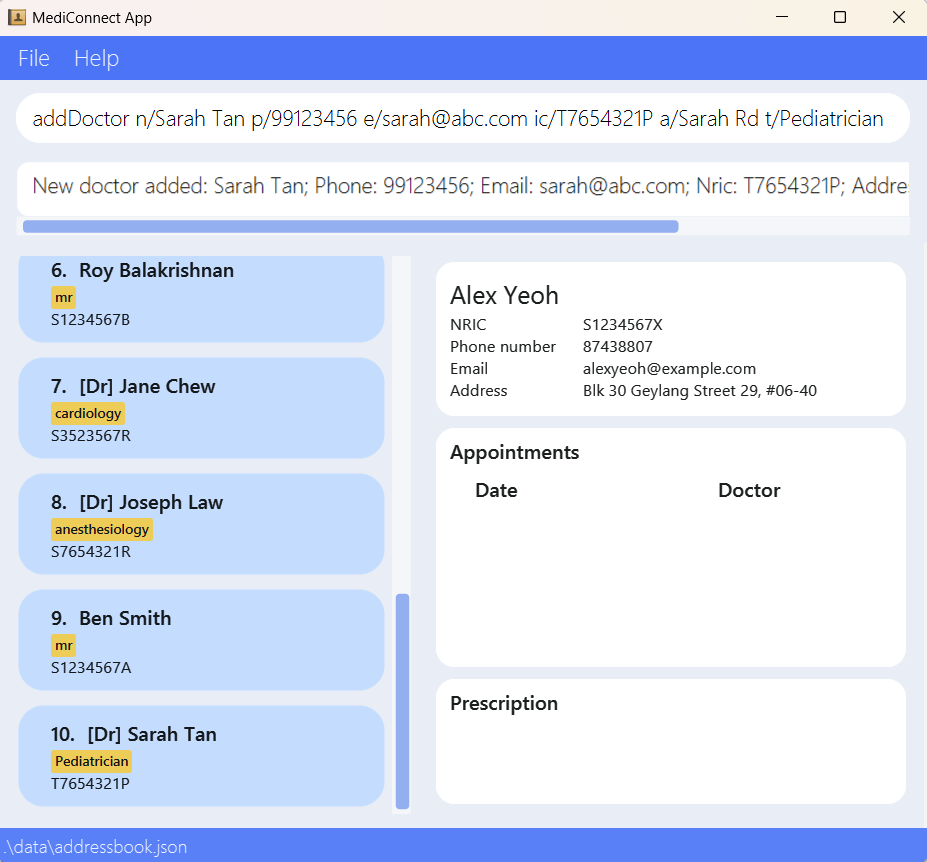 MediConnect App
File Help
addDoctor n/Sarah Tan p/99123456 e/sarah@abc.com ic/T7654321P a/Sarah Rd t/Pediatrician
New doctor added: Sarah Tan; Phone: 99123456; Email: sarah@abc.com; Nric: T7654321P; Addre
6. Roy Balakrishnan
mr
S1234567B
7. [Dr] Jane Chew
cardiology
S3523567R
8. [Dr] Joseph Law
anesthesiology
S7654321R
9. Ben Smith
mr
S1234567A
10. [Dr] Sarah Tan
Pediatrician
T7654321P
Alex Yeoh
NRIC S1234567X
Phone number 87438807
Email alexyeoh@example.com
Address Blk 30 Geylang Street 29, #06-40
Appointments
Date Doctor
Prescription
.\data\addressbook.json